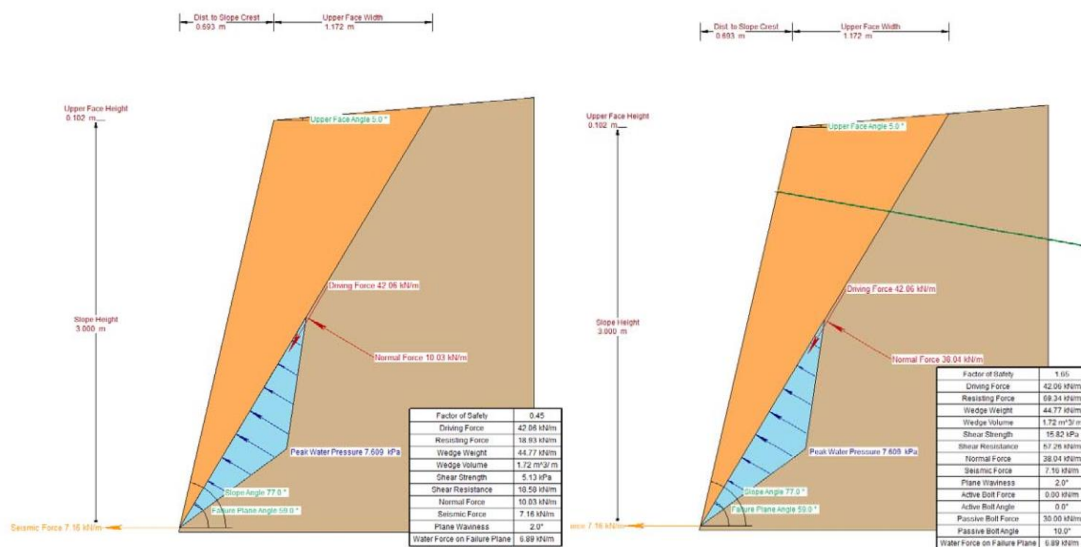 Dist. to Slope Crest
0.693 m
Upper Face Width
1.172 m
Upper Face Height
0.102 m
Upper Face Angle 5.0 °
Slope Height
3.000 m
Driving Force 42.06 kN/m
Normal Force 10.03 kN/m
Peak Water Pressure 7.609 kPa
Slope Angle 77.0 °
Failure Plane Angle 59.0 °
Seismic Force 7.16 kN/m
Factor of Safety 0.45
Driving Force 42.06 kN/m
Resisting Force 18.93 kN/m
Wedge Weight 44.77 kN/m
Wedge Volume 1.72 m^3/ m
Shear Strength 5.13 kPa
Shear Resistance 18.58 kN/m
Normal Force 10.03 kN/m
Seismic Force 7.16 kN/m
Plane Waviness 2.0°
Water Force on Failure Plane 6.89 kN/m
Dist. to Slope Crest
0.693 m
Upper Face Width
1.172 m
Upper Face Height
0.102 m
Upper Face Angle 5.0 °
Slope Height
3.000 m
Driving Force 42.06 kN/m
Normal Force 38.04 kN/m
Peak Water Pressure 7.609 kPa
Slope Angle 77.0 °
Failure Plane Angle 59.0 °
7.16 kN/m
Factor of Safety 1.65
Driving Force 42.06 kN/m
Resisting Force 68.34 kN/m
Wedge Weight 44.77 kN/m
Wedge Volume 1.72 m^3/ m
Shear Strength 15.82 kPa
Shear Resistance 57.26 kN/m
Normal Force 38.04 kN/m
Seismic Force 7.16 kN/m
Plane Waviness 2.0°
Active Bolt Force 0.00 kN/m
Active Bolt Angle 0.0°
Passive Bolt Force 30.00 kN/m
Passive Bolt Angle 10.0°
Water Force on Failure Plane 6.89 kN/m